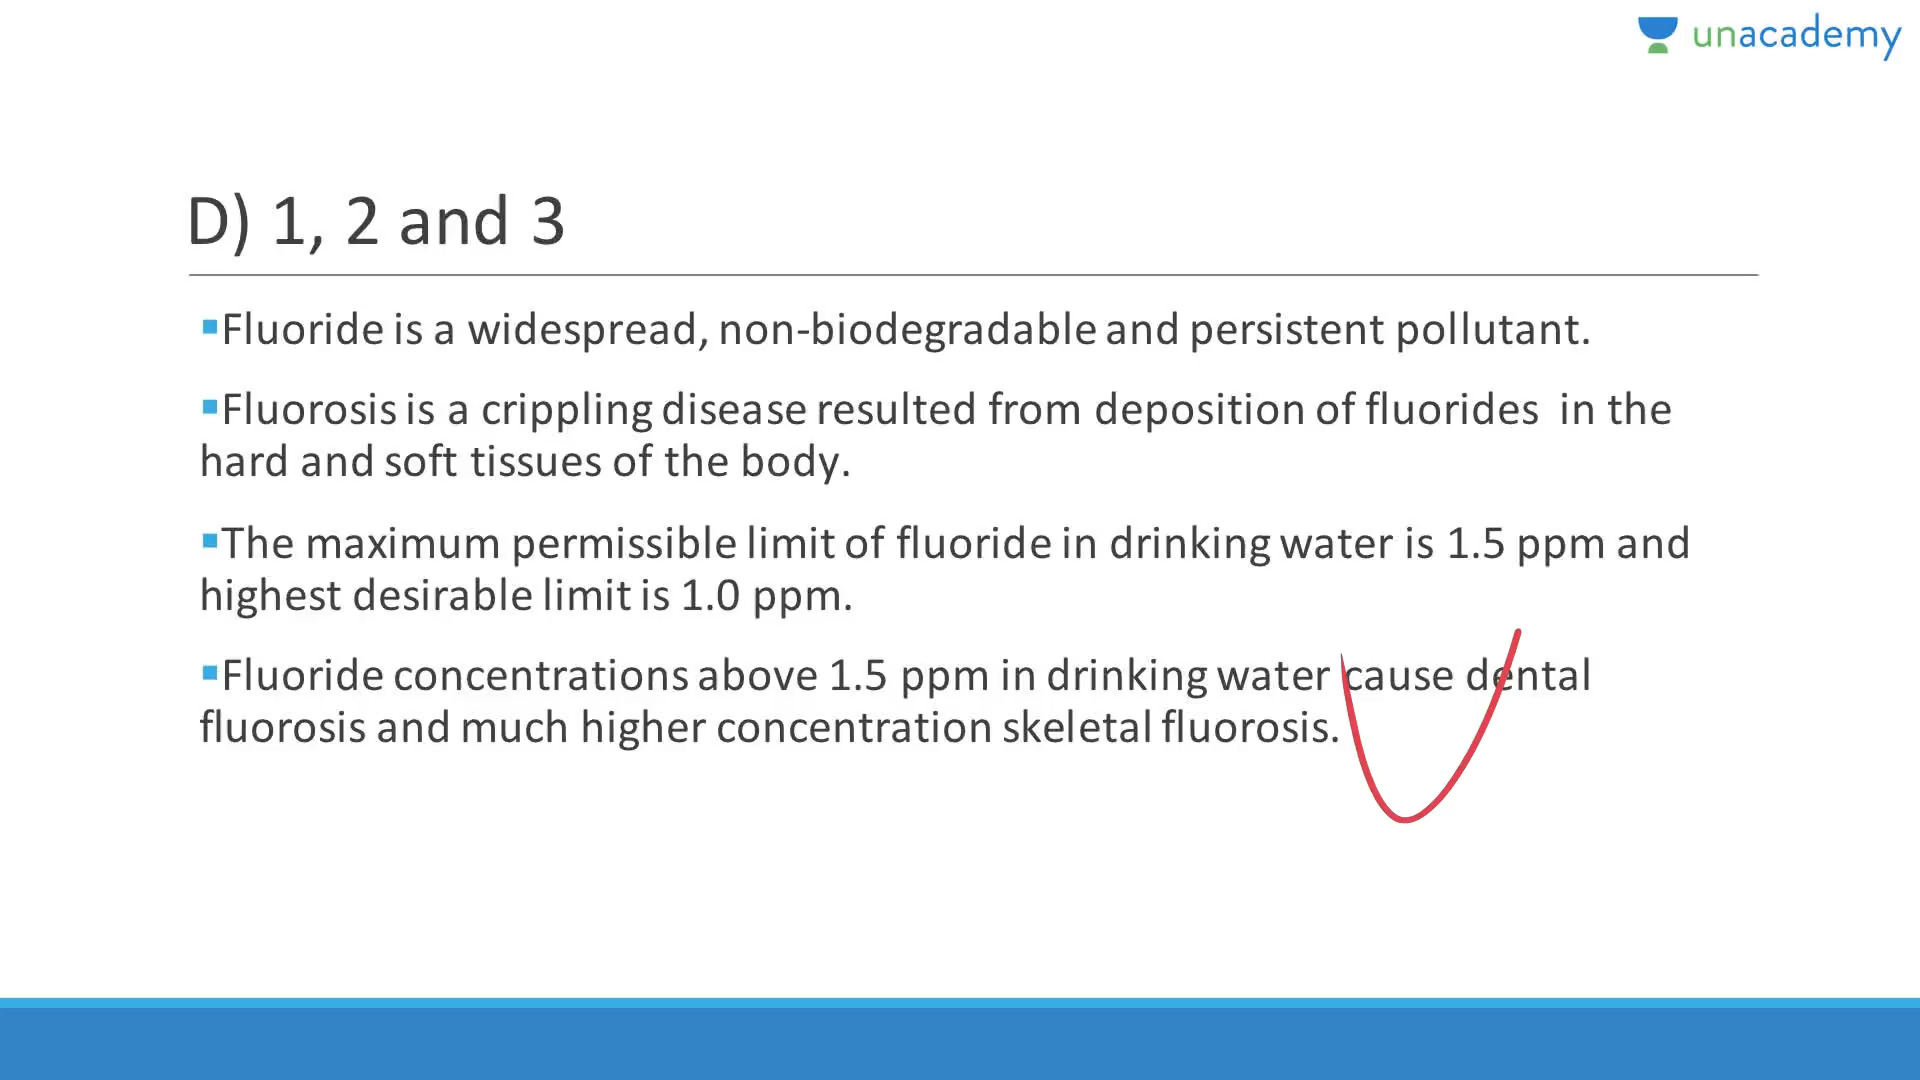 unacademy
D) 1, 2 and 3
▪Fluoride is a widespread, non-biodegradable and persistent pollutant.
▪Fluorosis is a crippling disease resulted from deposition of fluorides in the
hard and soft tissues of the body.
▪The maximum permissible limit of fluoride in drinking water is 1.5 ppm and
highest desirable limit is 1.0 ppm.
▪Fluoride concentrations above 1.5 ppm in drinking water cause dental
fluorosis and much higher concentration skeletal fluorosis.